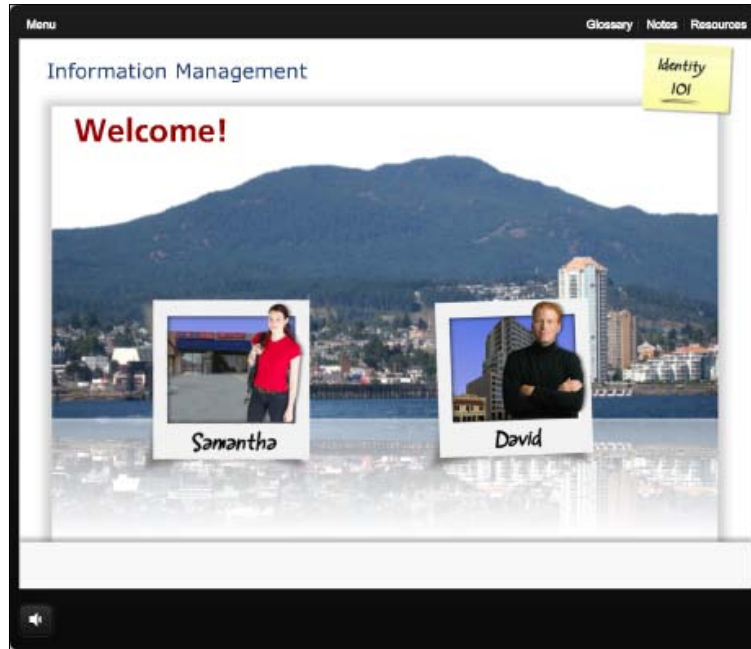 Menu
Glossary Notes Resources
Information Management
Identity
101
Welcome!
Samantha
David